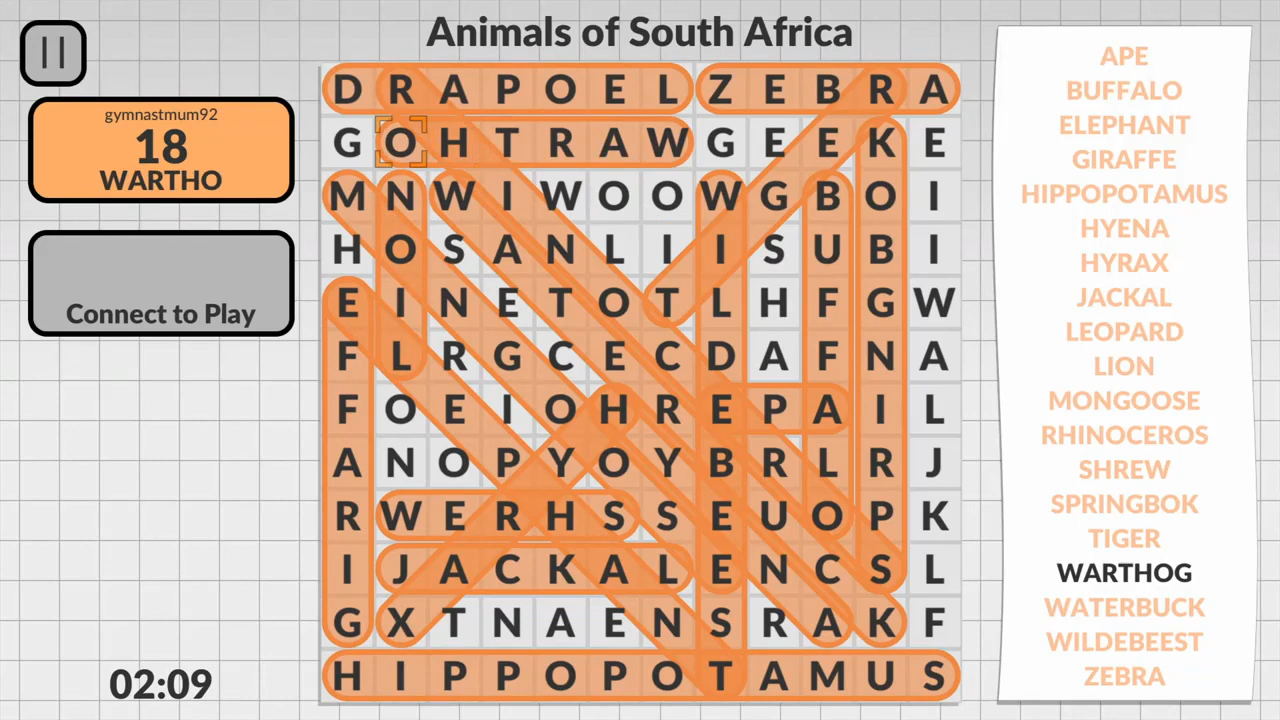 Animals of South Africa
gymnastmum92
18
WARTHO
Connect to Play
02:09
D R A P O E L Z E B R A
G O H T R A W G E E K E
M N W I W O O W G B O I
H O S A N L I I S U B I
E I N E T O T L H F G W
F L R G C E C D A F N A
F O E I O H R E P A I L
A N O P Y O Y B R L R J
R W E R H S S E U O P K
I J A C K A L E N C S L
G X T N A E N S R A K F
H I P P O P O T A M U S
APE
BUFFALO
ELEPHANT
GIRAFFE
HIPPOPOTAMUS
HYENA
HYRAX
JACKAL
LEOPARD
LION
MONGOOSE
RHINOCEROS
SHREW
SPRINGBOK
TIGER
WARTHOG
WATERBUCK
WILDEBEEST
ZEBRA